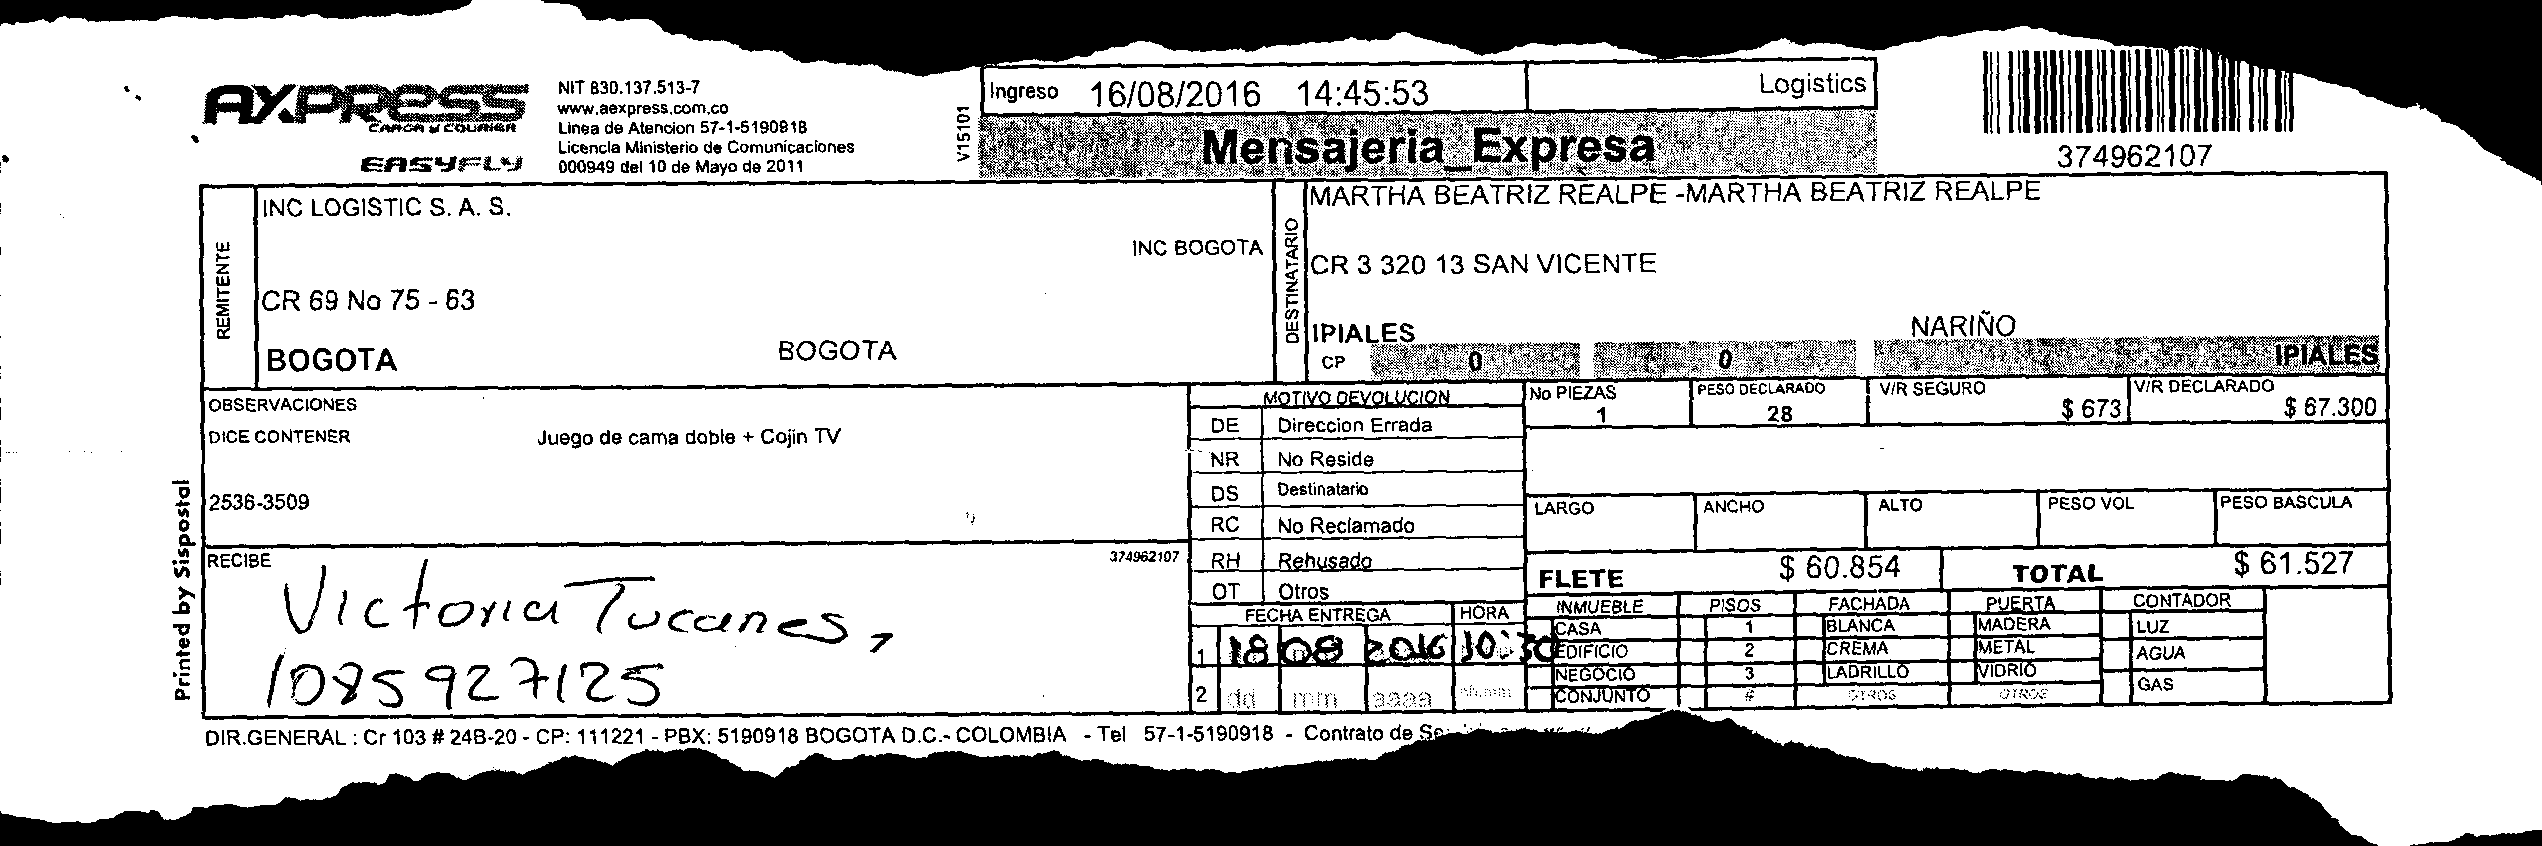 AXPRESS
CARGA Y COURIER
EASYFLY
NIT 830.137.513-7
www.aexpress.com.co
Linea de Atencion 57-1-5190918
Licencia Ministerio de Comunicaciones
000949 del 10 de Mayo de 2011
V15101
Ingreso 16/08/2016 14:45:53 Logistics
Mensajeria_Expresa
374962107
REMITENTE
INC LOGISTIC S. A. S.
INC BOGOTA
CR 69 No 75 - 63
BOGOTA BOGOTA
DESTINATARIO
MARTHA BEATRIZ REALPE -MARTHA BEATRIZ REALPE
CR 3 320 13 SAN VICENTE
IPIALES NARIÑO
CP 0 0 IPIALES
OBSERVACIONES
DICE CONTENER Juego de cama doble + Cojin TV
2536-3509
MOTIVO DEVOLUCION
DE Direccion Errada
NR No Reside
DS Destinatario
RC No Reclamado
RH Rehusado
OT Otros
No PIEZAS PESO DECLARADO V/R SEGURO V/R DECLARADO
1 28 $ 673 $ 67.300
LARGO ANCHO ALTO PESO VOL PESO BASCULA
FLETE $ 60.854 TOTAL $ 61.527
RECIBE 374962107
Victoria Tucanes,
1085927125
FECHA ENTREGA HORA
1 18 08 2016 10:30
2 dd mm aaaa hh:mm
INMUEBLE PISOS FACHADA PUERTA CONTADOR
CASA 1 BLANCA MADERA LUZ
EDIFICIO 2 CREMA METAL AGUA
NEGOCIO 3 LADRILLO VIDRIO GAS
CONJUNTO # OTROS OTROS
Printed by Sispostal
DIR.GENERAL : Cr 103 # 24B-20 - CP: 111221 - PBX: 5190918 BOGOTA D.C.- COLOMBIA - Tel 57-1-5190918 - Contrato de